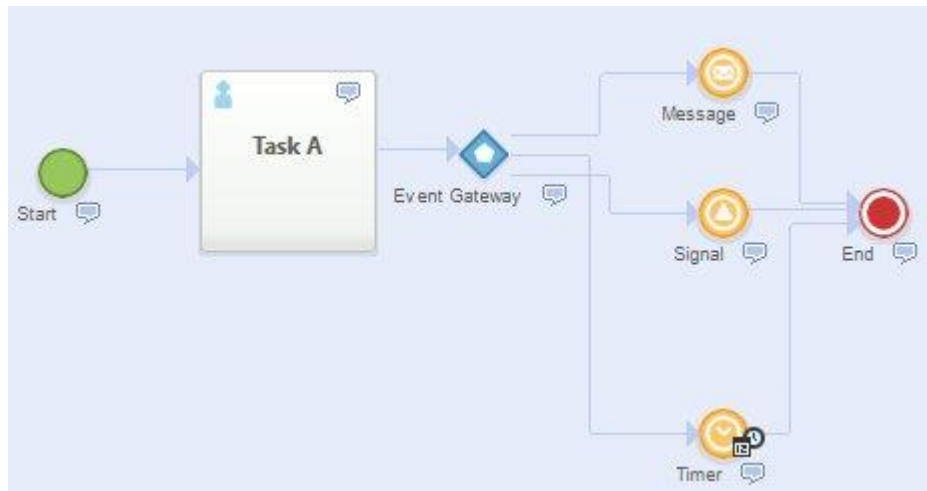 Message
Task A
Event Gateway
Start
Signal
End
Timer